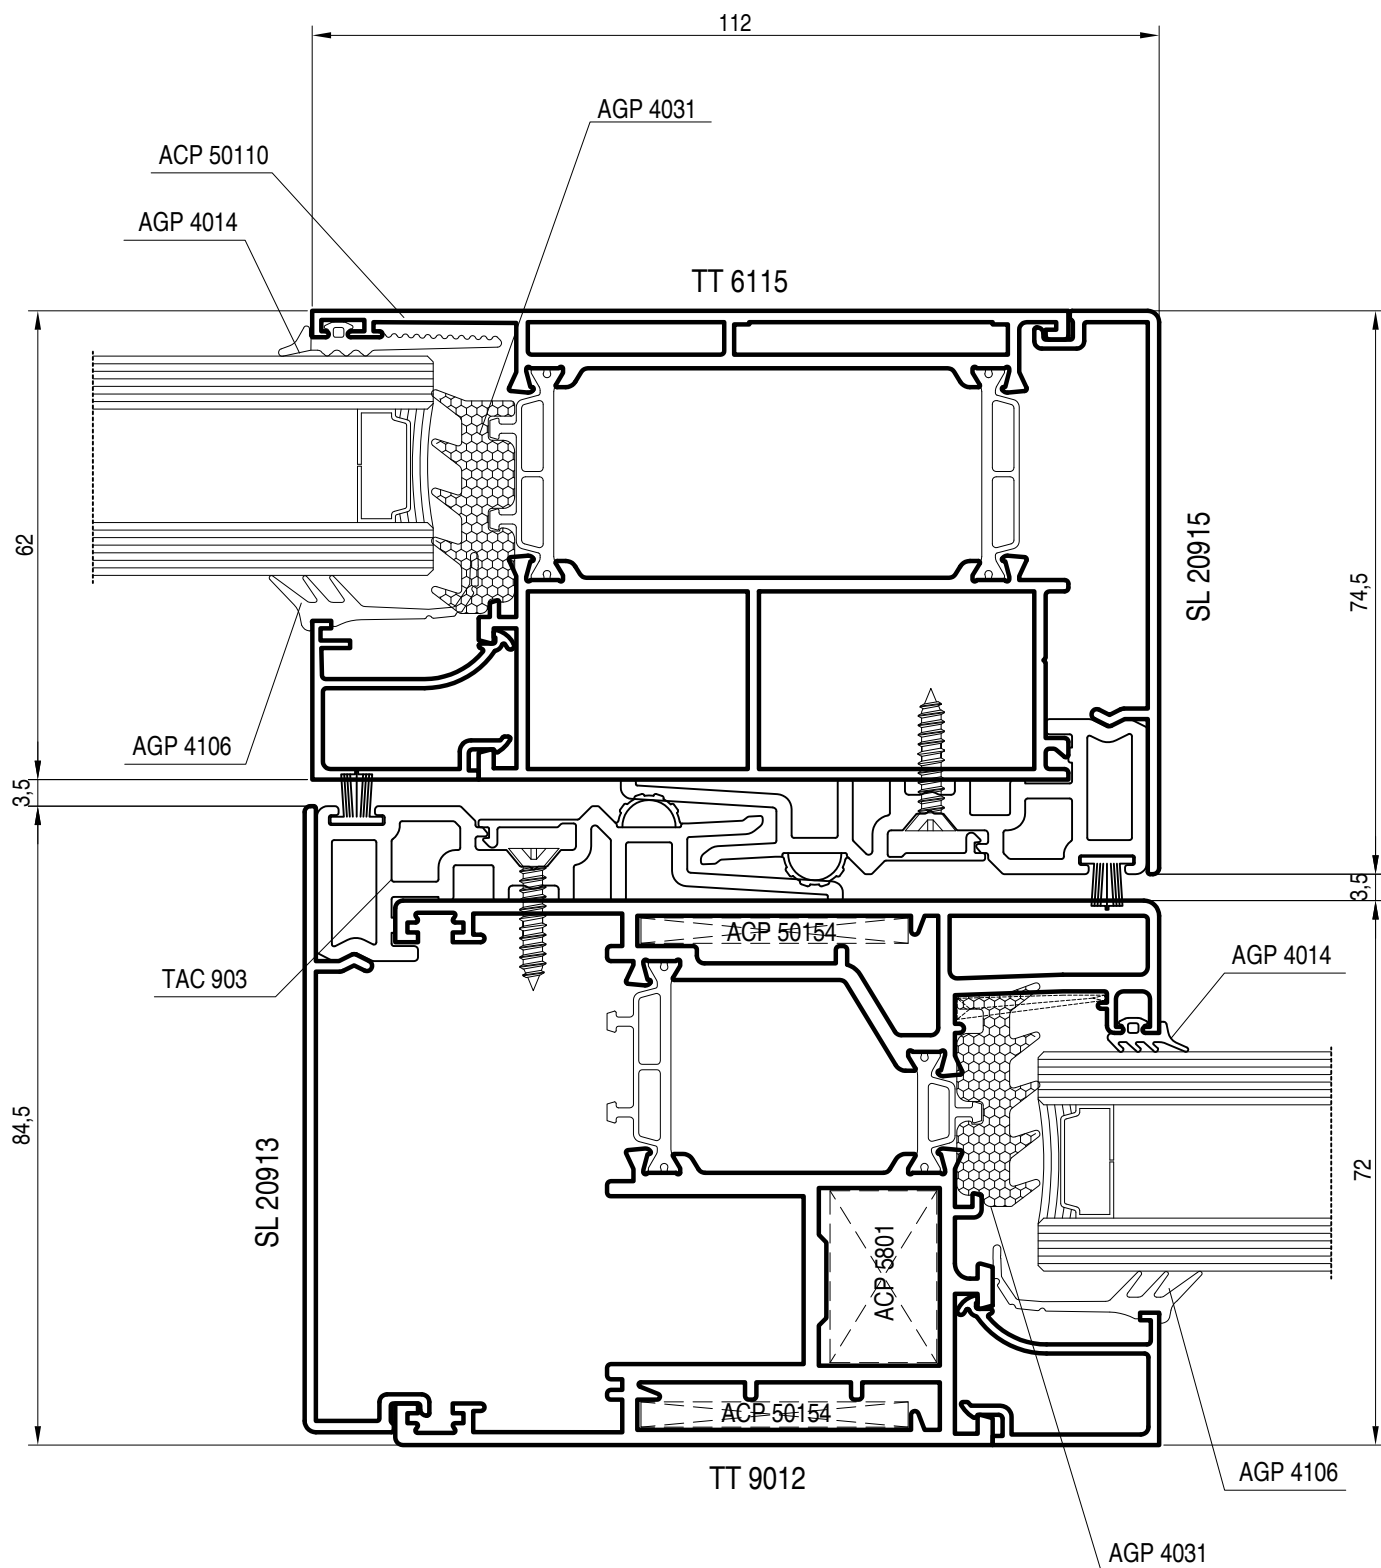 112
AGP 4031
ACP 50110
AGP 4014
TT 6115
62
SL 20915
74,5
AGP 4106
3,5
3,5
ACP 50154
AGP 4014
TAC 903
84,5
SL 20913
72
ACP 5801
ACP 50154
TT 9012
AGP 4106
AGP 4031